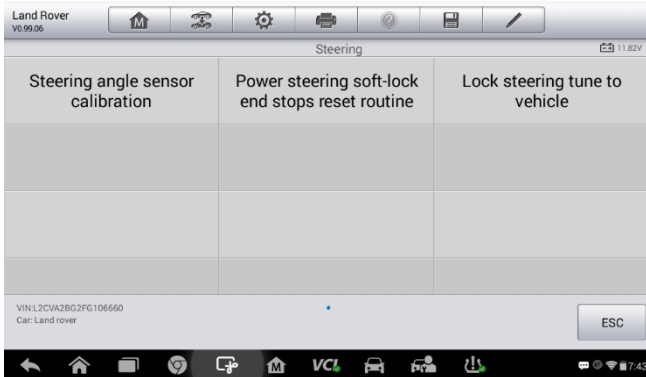 Land Rover
V0.99.06
M
Steering
11.82V
Steering angle sensor
calibration
Power steering soft-lock
end stops reset routine
Lock steering tune to
vehicle
VIN:L2CVA2BG2FG106660
Car: Land rover
ESC
M
VCI
7:43